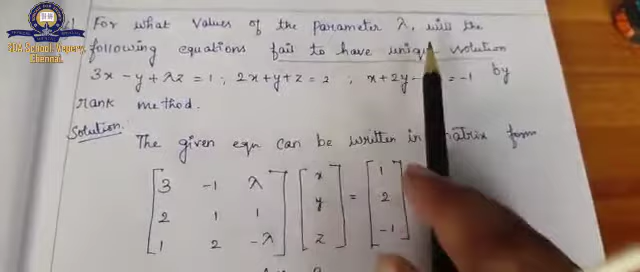 For what values of the parameter λ, will the
following equations fail to have unique solution
3x - y + λz = 1 ; 2x + y + z = 2 ; x + 2y - = -1 by
rank method.
Solution:
The given eqn can be written in matrix form
[3 -1 λ] [x] [1]
[2 1 1] [y] = [2]
[1 2 -λ] [z] [-1]